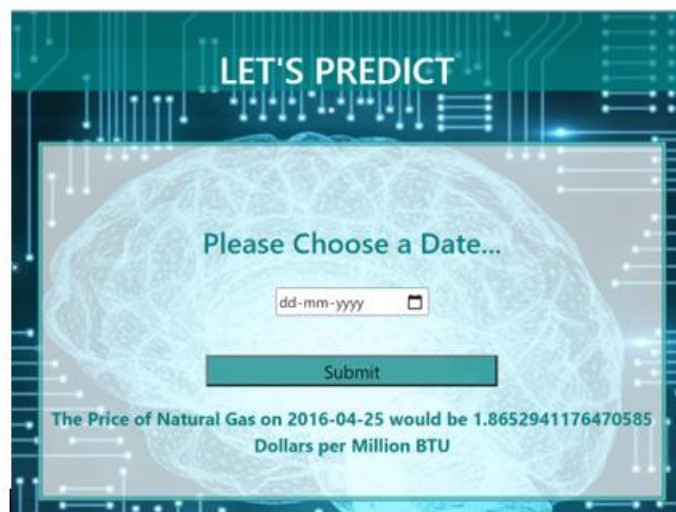 LET'S PREDICT
Please Choose a Date...
dd-mm-yyyy
Submit
The Price of Natural Gas on 2016-04-25 would be 1.8652941176470585
Dollars per Million BTU